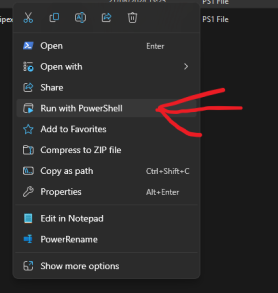 PS1 File
Open Enter
ipex PS1 File
Open with
Share
Run with PowerShell
Add to Favorites
Compress to ZIP file
Copy as path Ctrl+Shift+C
Properties Alt+Enter
Edit in Notepad
PowerRename
Show more options